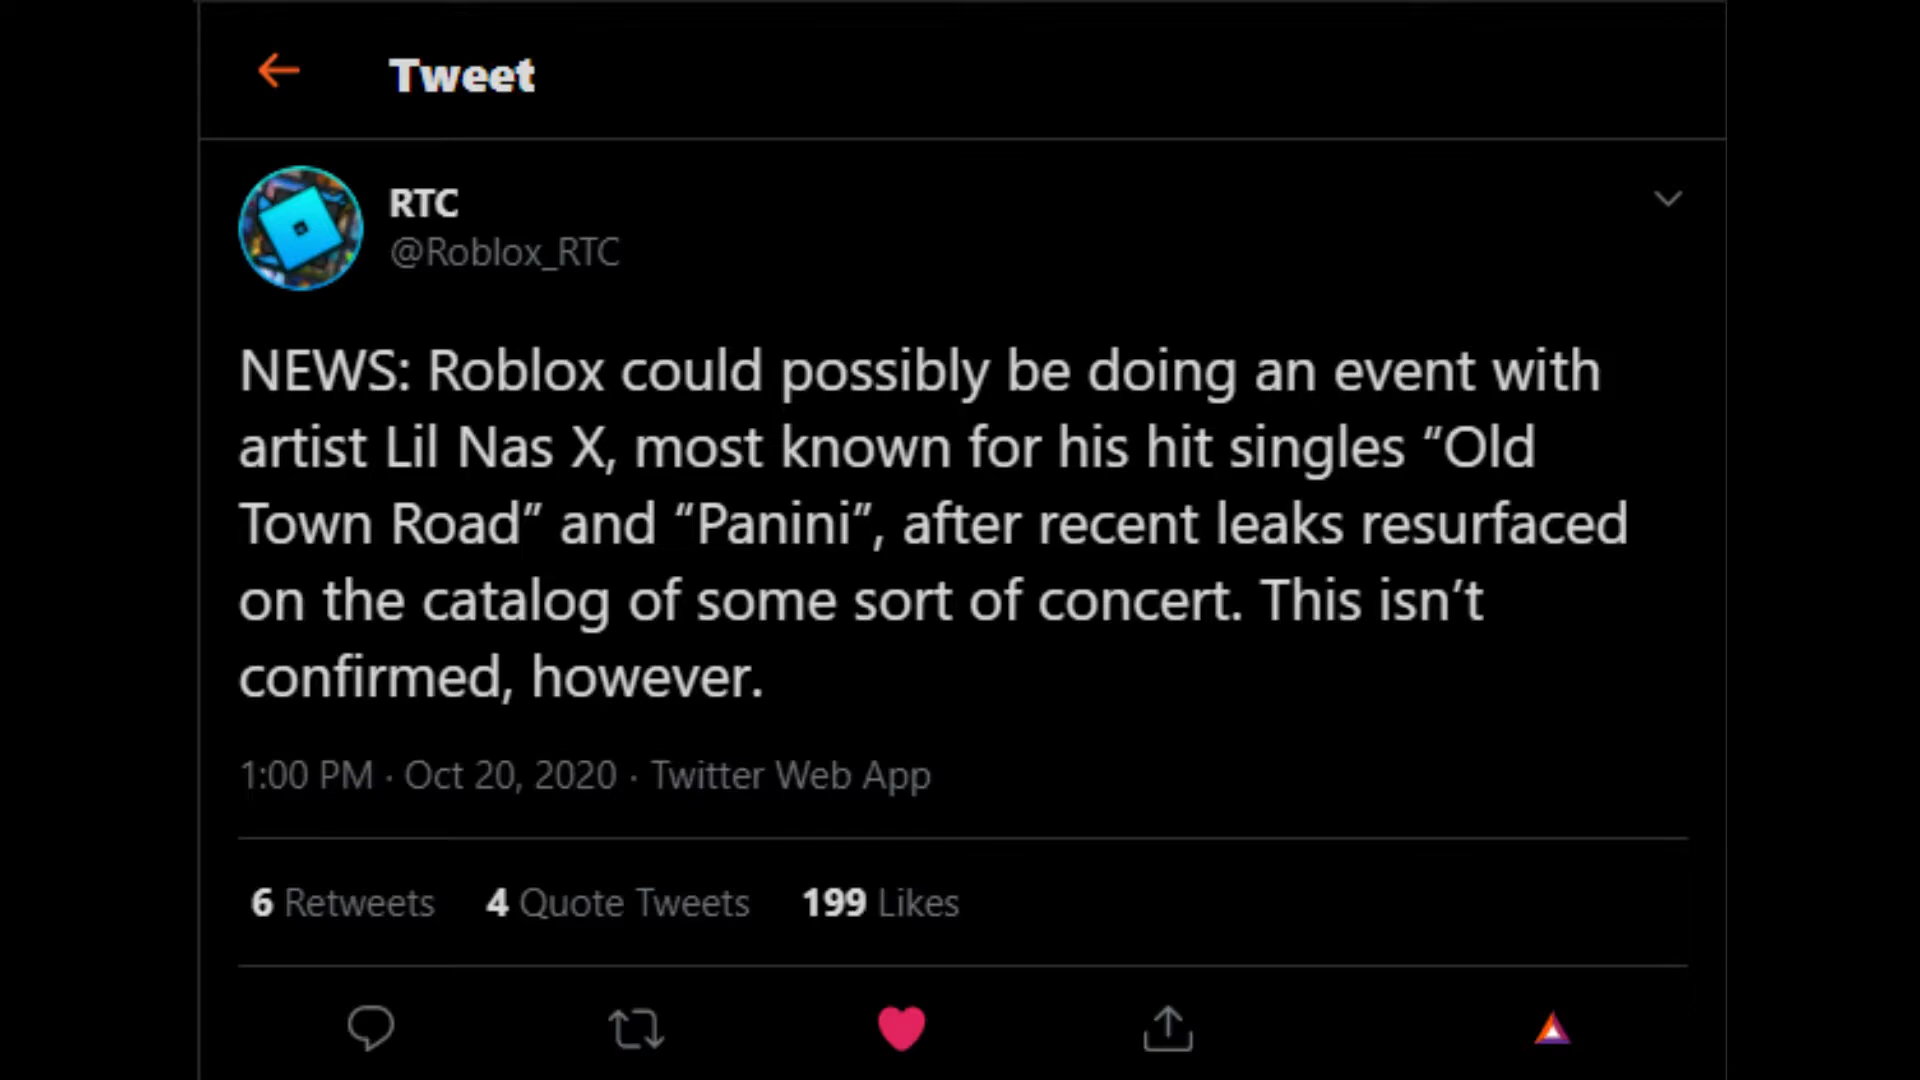 Tweet
RTC
@Roblox_RTC
NEWS: Roblox could possibly be doing an event with
artist Lil Nas X, most known for his hit singles “Old
Town Road” and “Panini”, after recent leaks resurfaced
on the catalog of some sort of concert. This isn’t
confirmed, however.
1:00 PM · Oct 20, 2020 · Twitter Web App
6 Retweets 4 Quote Tweets 199 Likes